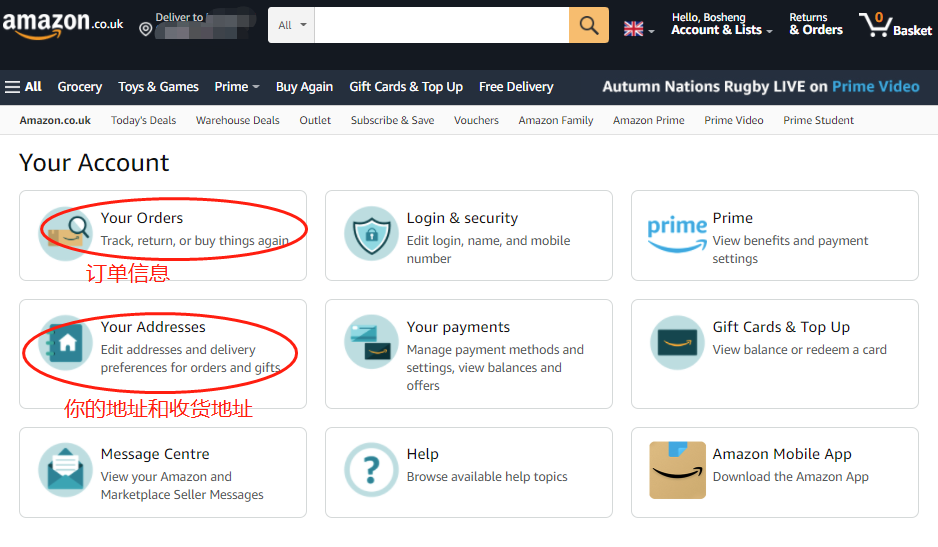 amazon.co.uk
Deliver to
All
Hello, Bosheng
Account & Lists
Returns
& Orders
0
Basket
All
Grocery
Toys & Games
Prime
Buy Again
Gift Cards & Top Up
Free Delivery
Autumn Nations Rugby LIVE on Prime Video
Amazon.co.uk
Today's Deals
Warehouse Deals
Outlet
Subscribe & Save
Vouchers
Amazon Family
Amazon Prime
Prime Video
Prime Student
Your Account
Your Orders
Track, return, or buy things again
订单信息
Login & security
Edit login, name, and mobile
number
prime
Prime
View benefits and payment
settings
Your Addresses
Edit addresses and delivery
preferences for orders and gifts
你的地址和收货地址
Your payments
Manage payment methods and
settings, view balances and
offers
Gift Cards & Top Up
View balance or redeem a card
Message Centre
View your Amazon and
Marketplace Seller Messages
?
Help
Browse available help topics
Amazon Mobile App
Download the Amazon App